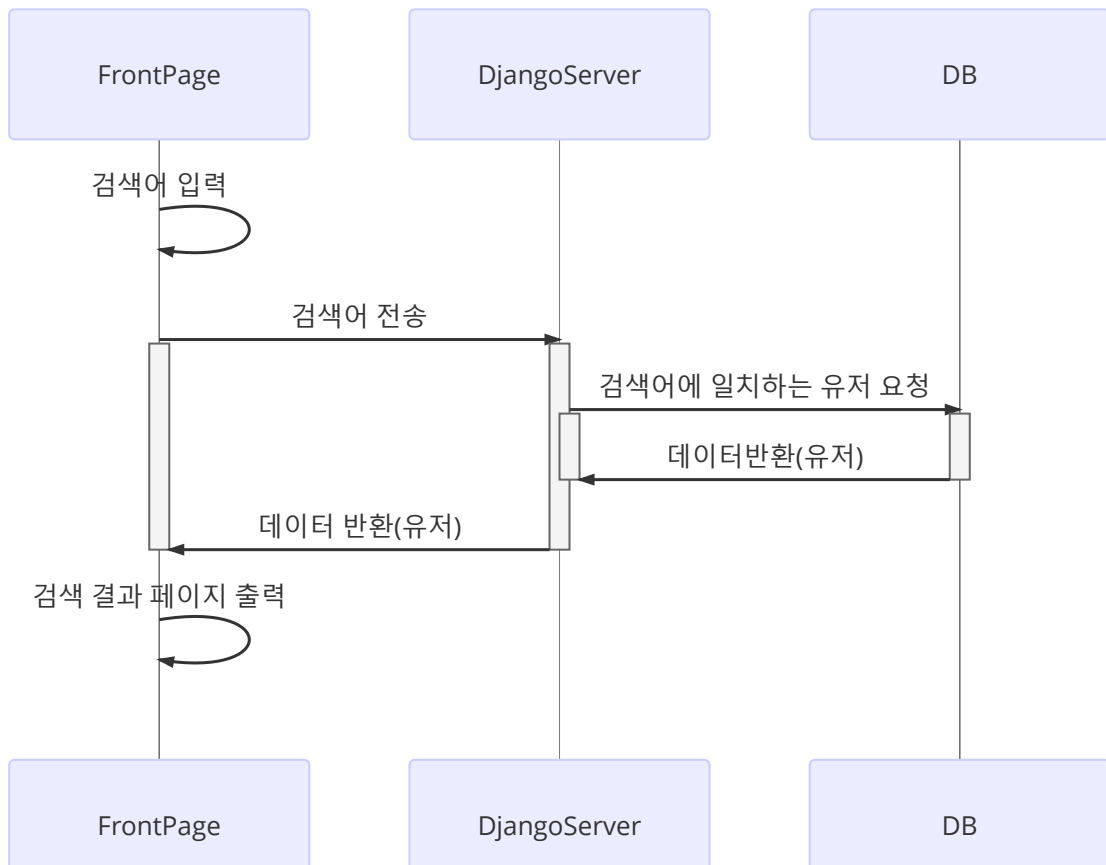 FrontPage
DjangoServer
DB
검색어 입력
검색어 전송
검색어에 일치하는 유저 요청
데이터반환(유저)
데이터 반환(유저)
검색 결과 페이지 출력
FrontPage
DjangoServer
DB